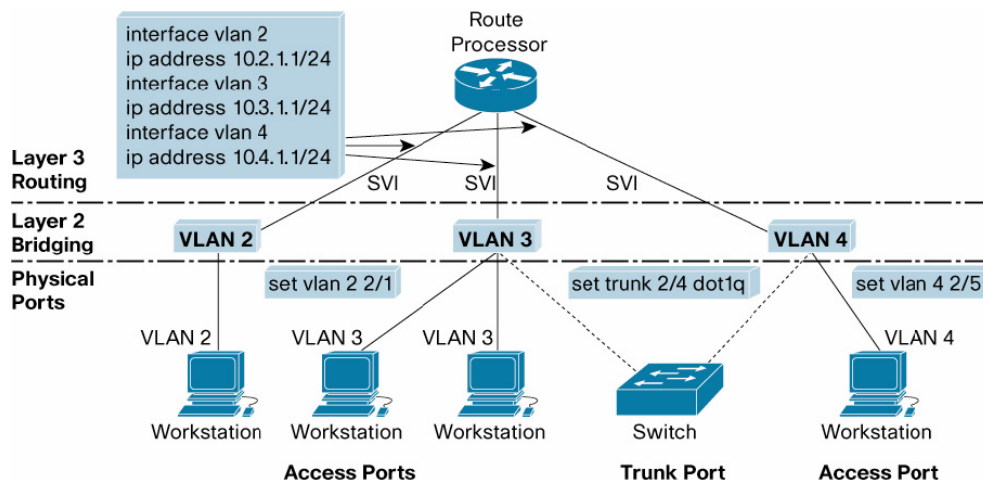 Route
Processor
interface vlan 2
ip address 10.2.1.1/24
interface vlan 3
ip address 10.3.1.1/24
interface vlan 4
ip address 10.4.1.1/24
Layer 3
Routing
SVI
SVI
SVI
Layer 2
Bridging
VLAN 2
VLAN 3
VLAN 4
Physical
Ports
set vlan 2 2/1
set trunk 2/4 dot1q
set vlan 4 2/5
VLAN 2
VLAN 3
VLAN 3
VLAN 4
Workstation
Workstation
Workstation
Switch
Workstation
Access Ports
Trunk Port
Access Port